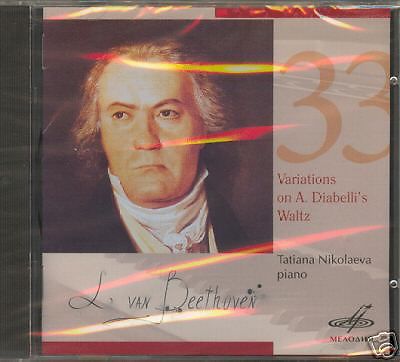 33
Variations
on A. Diabelli's
Waltz
Tatiana Nikolaeva
piano
L. van Beethoven
МЕЛОДИЯ